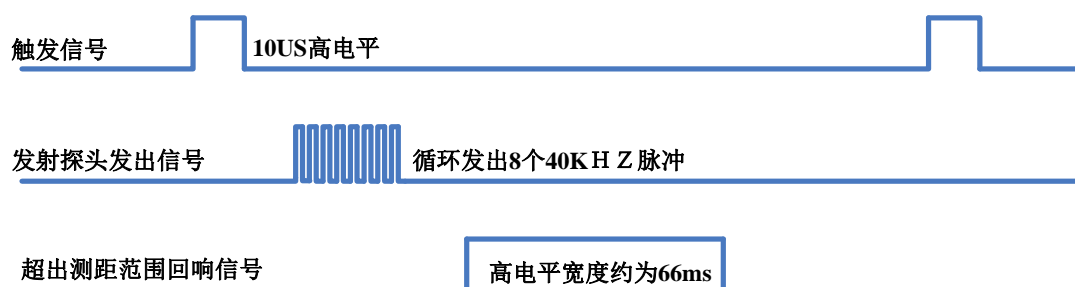 触发信号
10US高电平
发射探头发出信号
循环发出8个40KＨＺ脉冲
超出测距范围回响信号
高电平宽度约为66ms